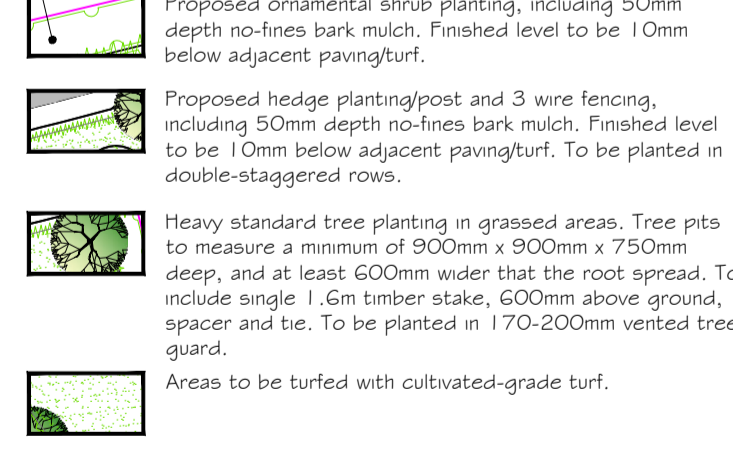 Proposed ornamental shrub planting, including 50mm
depth no-fines bark mulch. Finished level to be 10mm
below adjacent paving/turf.
Proposed hedge planting/post and 3 wire fencing,
including 50mm depth no-fines bark mulch. Finished level
to be 10mm below adjacent paving/turf. To be planted in
double-staggered rows.
Heavy standard tree planting in grassed areas. Tree pits
to measure a minimum of 900mm x 900mm x 750mm
deep, and at least 600mm wider that the root spread. To
include single 1.6m timber stake, 600mm above ground,
spacer and tie. To be planted in 170-200mm vented tree
guard.
Areas to be turfed with cultivated-grade turf.